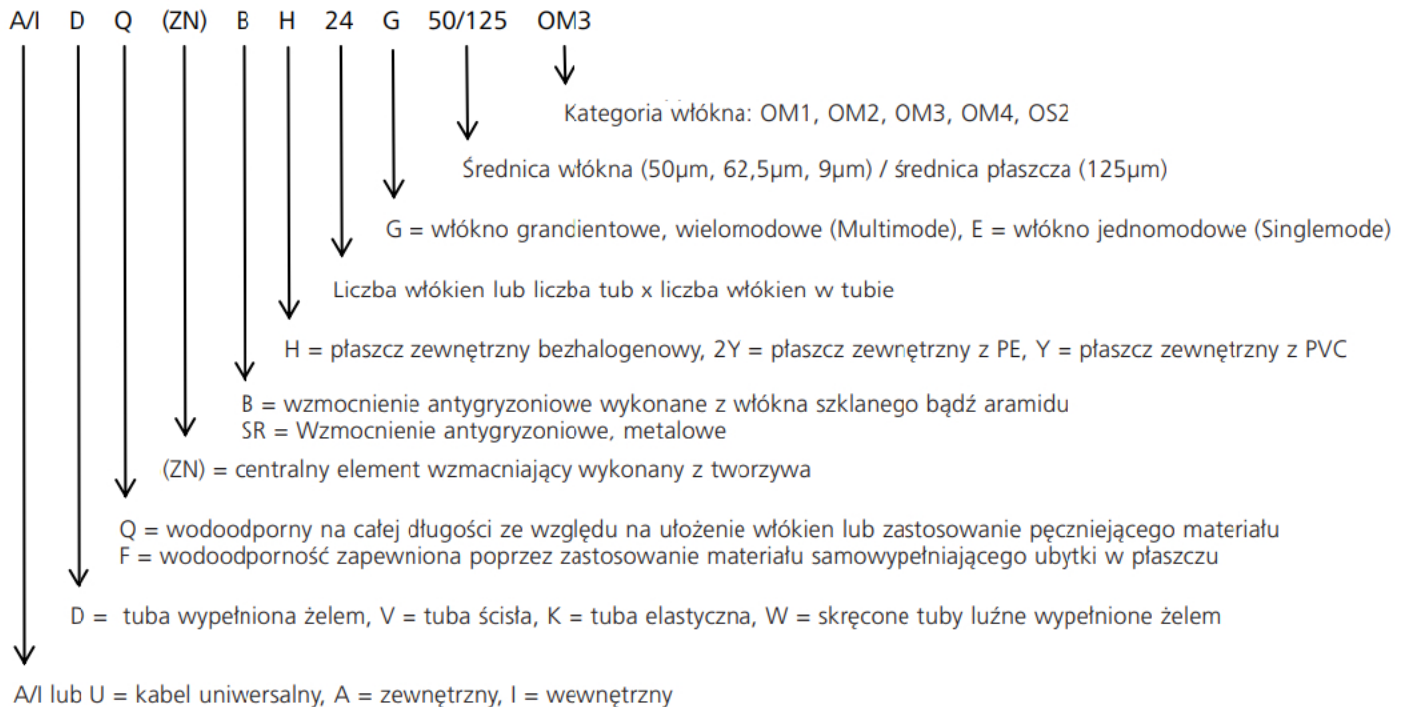 A/I D Q (ZN) B H 24 G 50/125 OM3
Kategoria włókna: OM1, OM2, OM3, OM4, OS2
Średnica włókna (50µm, 62,5µm, 9µm) / średnica płaszcza (125µm)
G = włókno grandientowe, wielomodowe (Multimode), E = włókno jednomodowe (Singlemode)
Liczba włókien lub liczba tub x liczba włókien w tubie
H = płaszcz zewnętrzny bezhalogenowy, 2Y = płaszcz zewnętrzny z PE, Y = płaszcz zewnętrzny z PVC
B = wzmocnienie antygryzoniowe wykonane z włókna szklanego bądź aramidu
SR = Wzmocnienie antygryzoniowe, metalowe
(ZN) = centralny element wzmacniający wykonany z tworzywa
Q = wodoodporny na całej długości ze względu na ułożenie włókien lub zastosowanie pęczniejącego materiału
F = wodoodporność zapewniona poprzez zastosowanie materiału samowypełniającego ubytki w płaszczu
D = tuba wypełniona żelem, V = tuba ścisła, K = tuba elastyczna, W = skręcone tuby luźne wypełnione żelem
A/I lub U = kabel uniwersalny, A = zewnętrzny, I = wewnętrzny